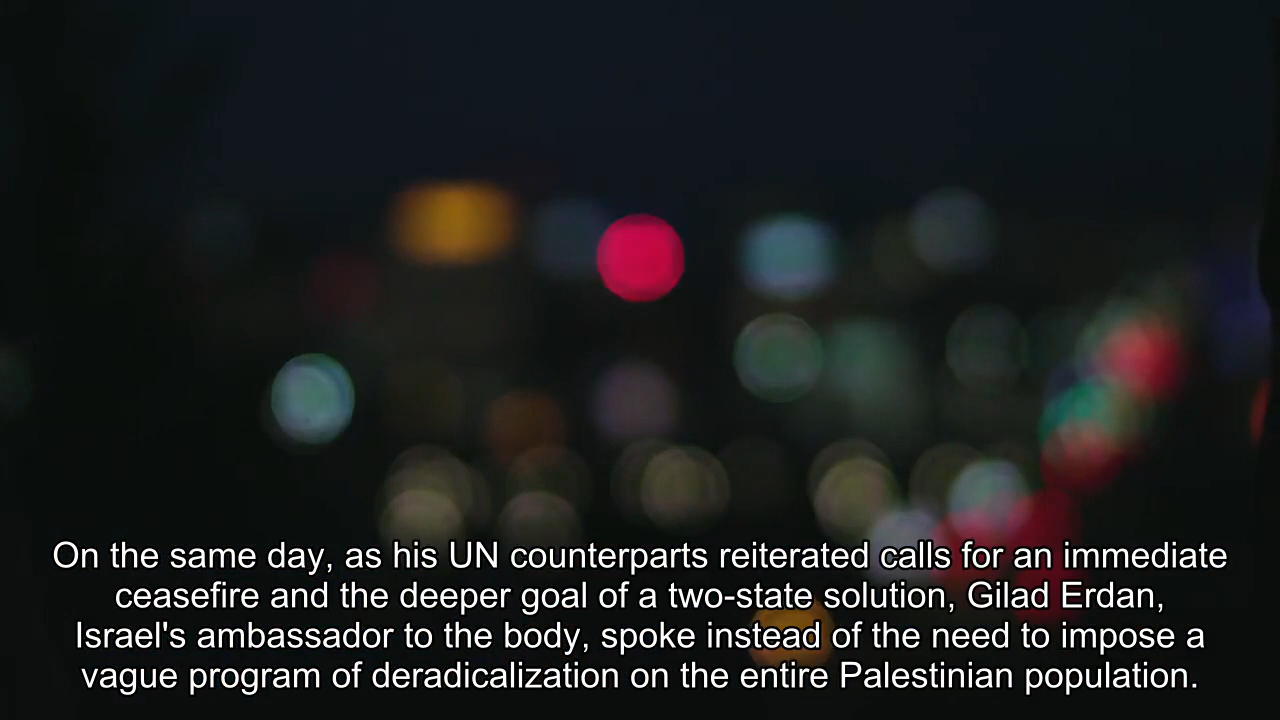 On the same day, as his UN counterparts reiterated calls for an immediate
ceasefire and the deeper goal of a two-state solution, Gilad Erdan,
Israel's ambassador to the body, spoke instead of the need to impose a
vague program of deradicalization on the entire Palestinian population.